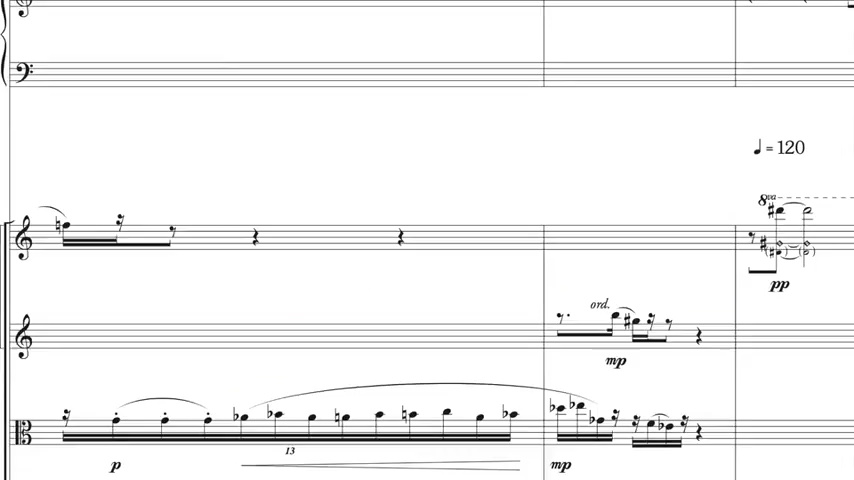 ♩ = 120
8va
pp
ord.
mp
13
p
mp